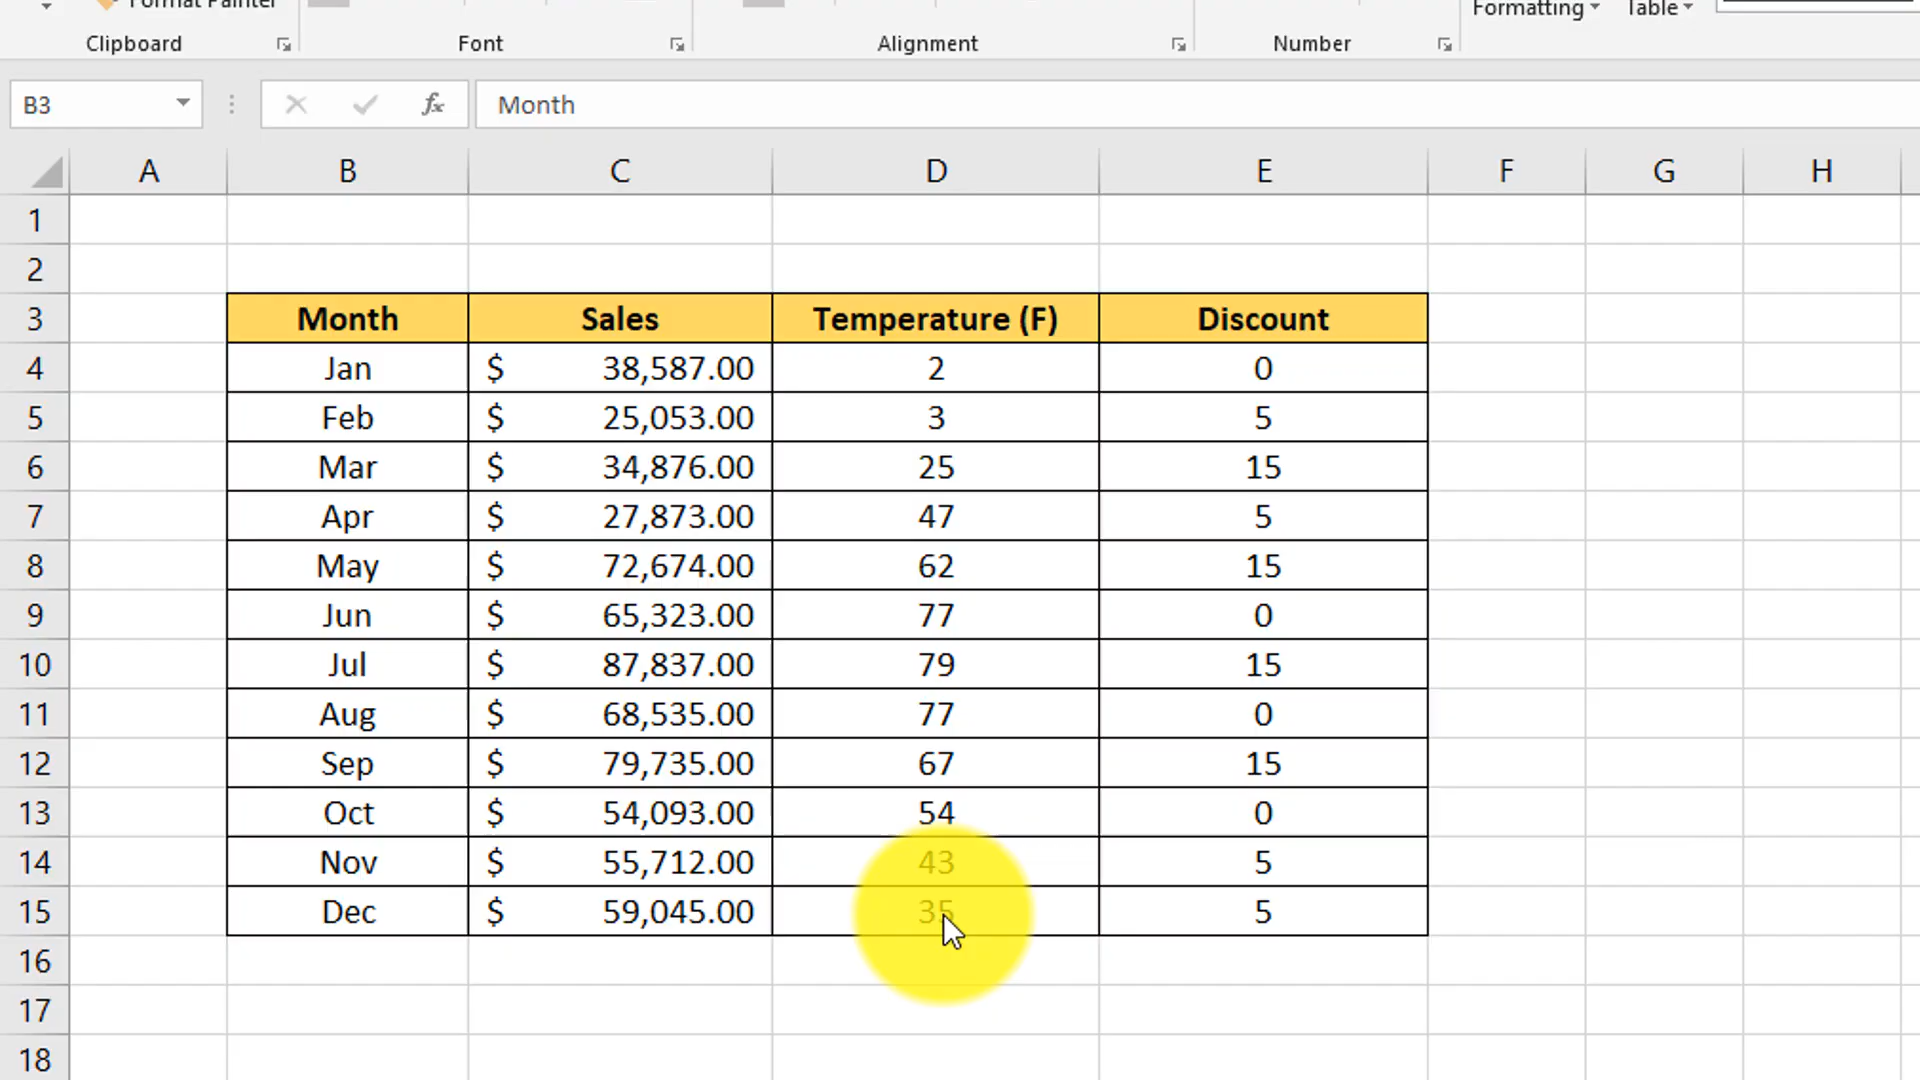 Format Painter
Formatting Table
Clipboard Font Alignment Number
B3 fx Month
A B C D E F G H
1
2
3 Month Sales Temperature (F) Discount
4 Jan $ 38,587.00 2 0
5 Feb $ 25,053.00 3 5
6 Mar $ 34,876.00 25 15
7 Apr $ 27,873.00 47 5
8 May $ 72,674.00 62 15
9 Jun $ 65,323.00 77 0
10 Jul $ 87,837.00 79 15
11 Aug $ 68,535.00 77 0
12 Sep $ 79,735.00 67 15
13 Oct $ 54,093.00 54 0
14 Nov $ 55,712.00 43 5
15 Dec $ 59,045.00 35 5
16
17
18